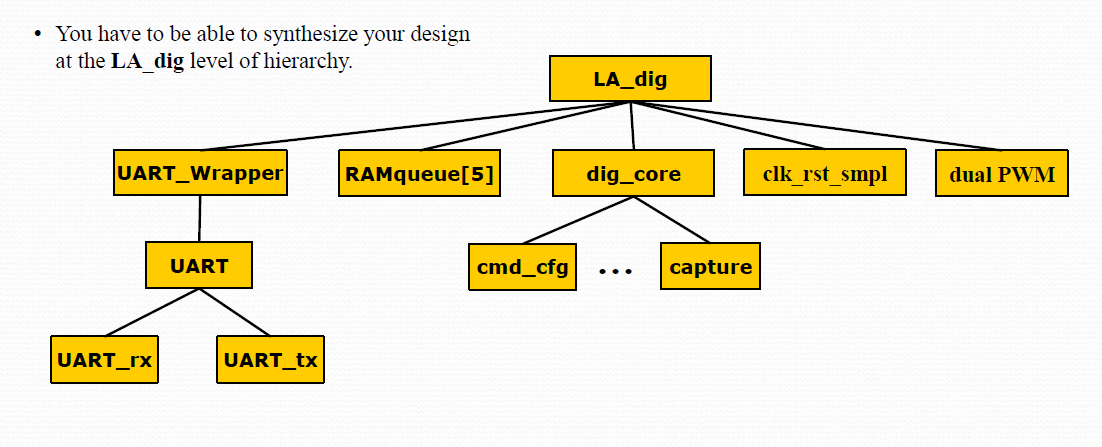 • You have to be able to synthesize your design
at the LA_dig level of hierarchy.
LA_dig
UART_Wrapper
RAMqueue[5]
dig_core
clk_rst_smpl
dual PWM
UART
cmd_cfg
...
capture
UART_rx
UART_tx